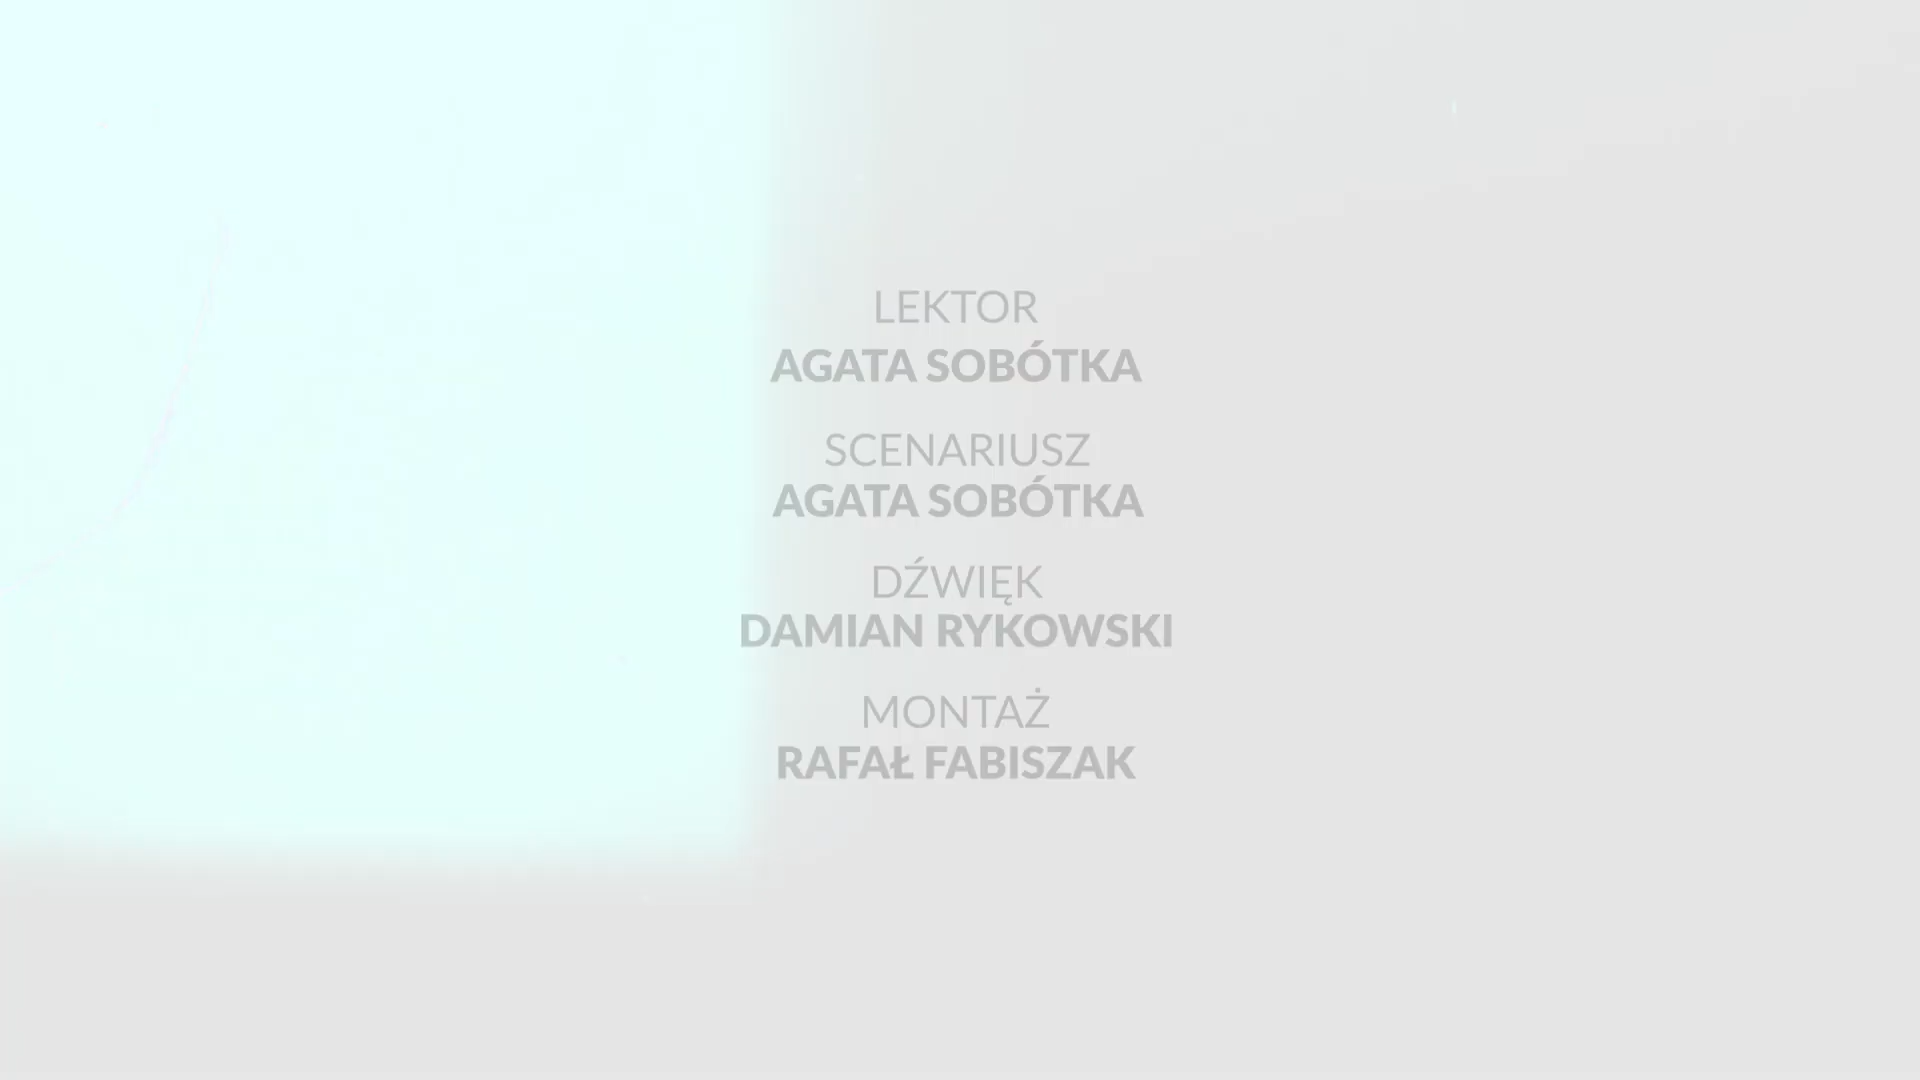 LEKTOR
AGATA SOBÓTKA
SCENARIUSZ
AGATA SOBÓTKA
DŹWIĘK
DAMIAN RYKOWSKI
MONTAŻ
RAFAŁ FABISZAK